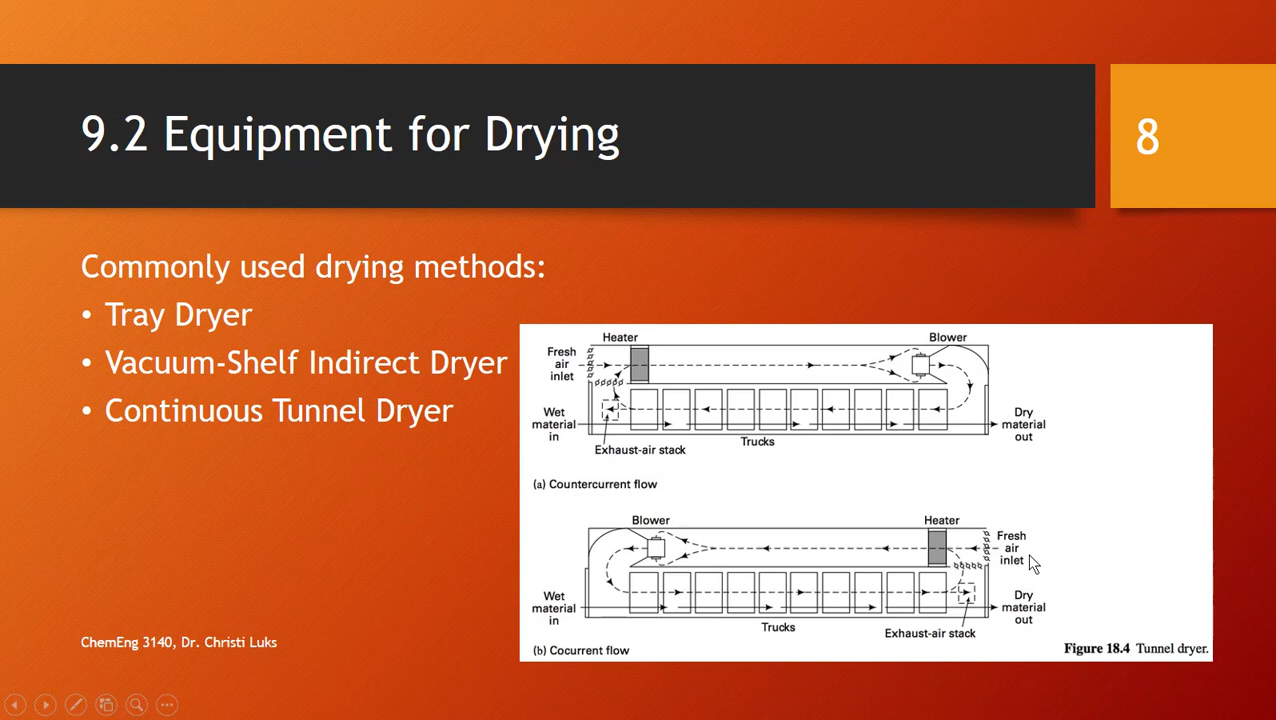 9.2 Equipment for Drying
8
Commonly used drying methods:
• Tray Dryer
• Vacuum-Shelf Indirect Dryer
• Continuous Tunnel Dryer
Heater
Blower
Fresh
air
inlet
Wet
material
in
Dry
material
out
Trucks
Exhaust-air stack
(a) Countercurrent flow
Blower
Heater
Fresh
air
inlet
Wet
material
in
Dry
material
out
Trucks
Exhaust-air stack
(b) Cocurrent flow
Figure 18.4 Tunnel dryer.
ChemEng 3140, Dr. Christi Luks